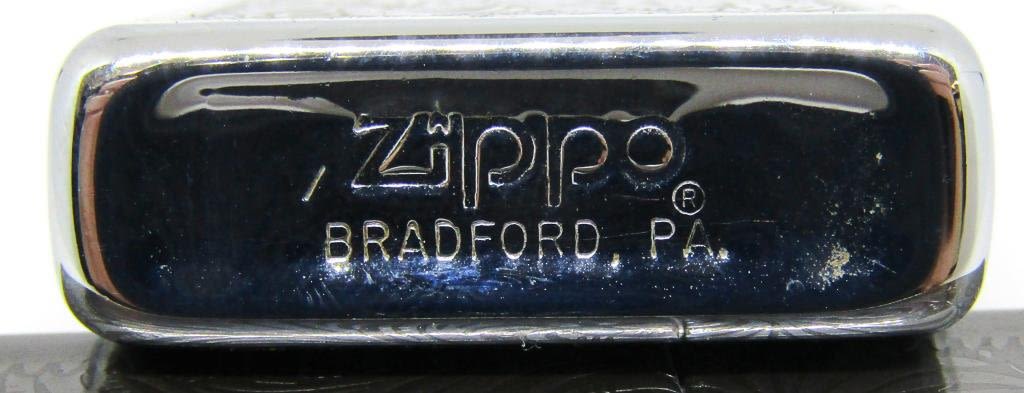 / Zippo ®
BRADFORD, PA.